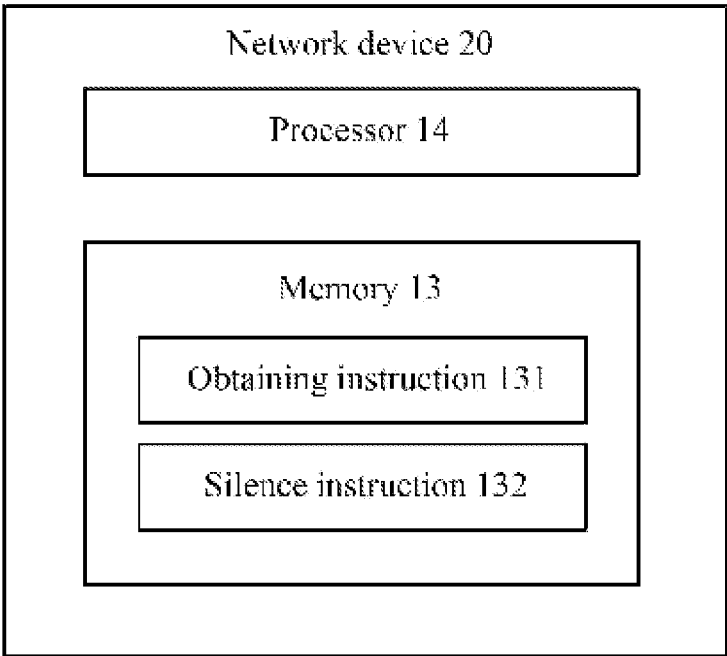 Network device 20
Processor 14
Memory 13
Obtaining instruction 131
Silence instruction 132